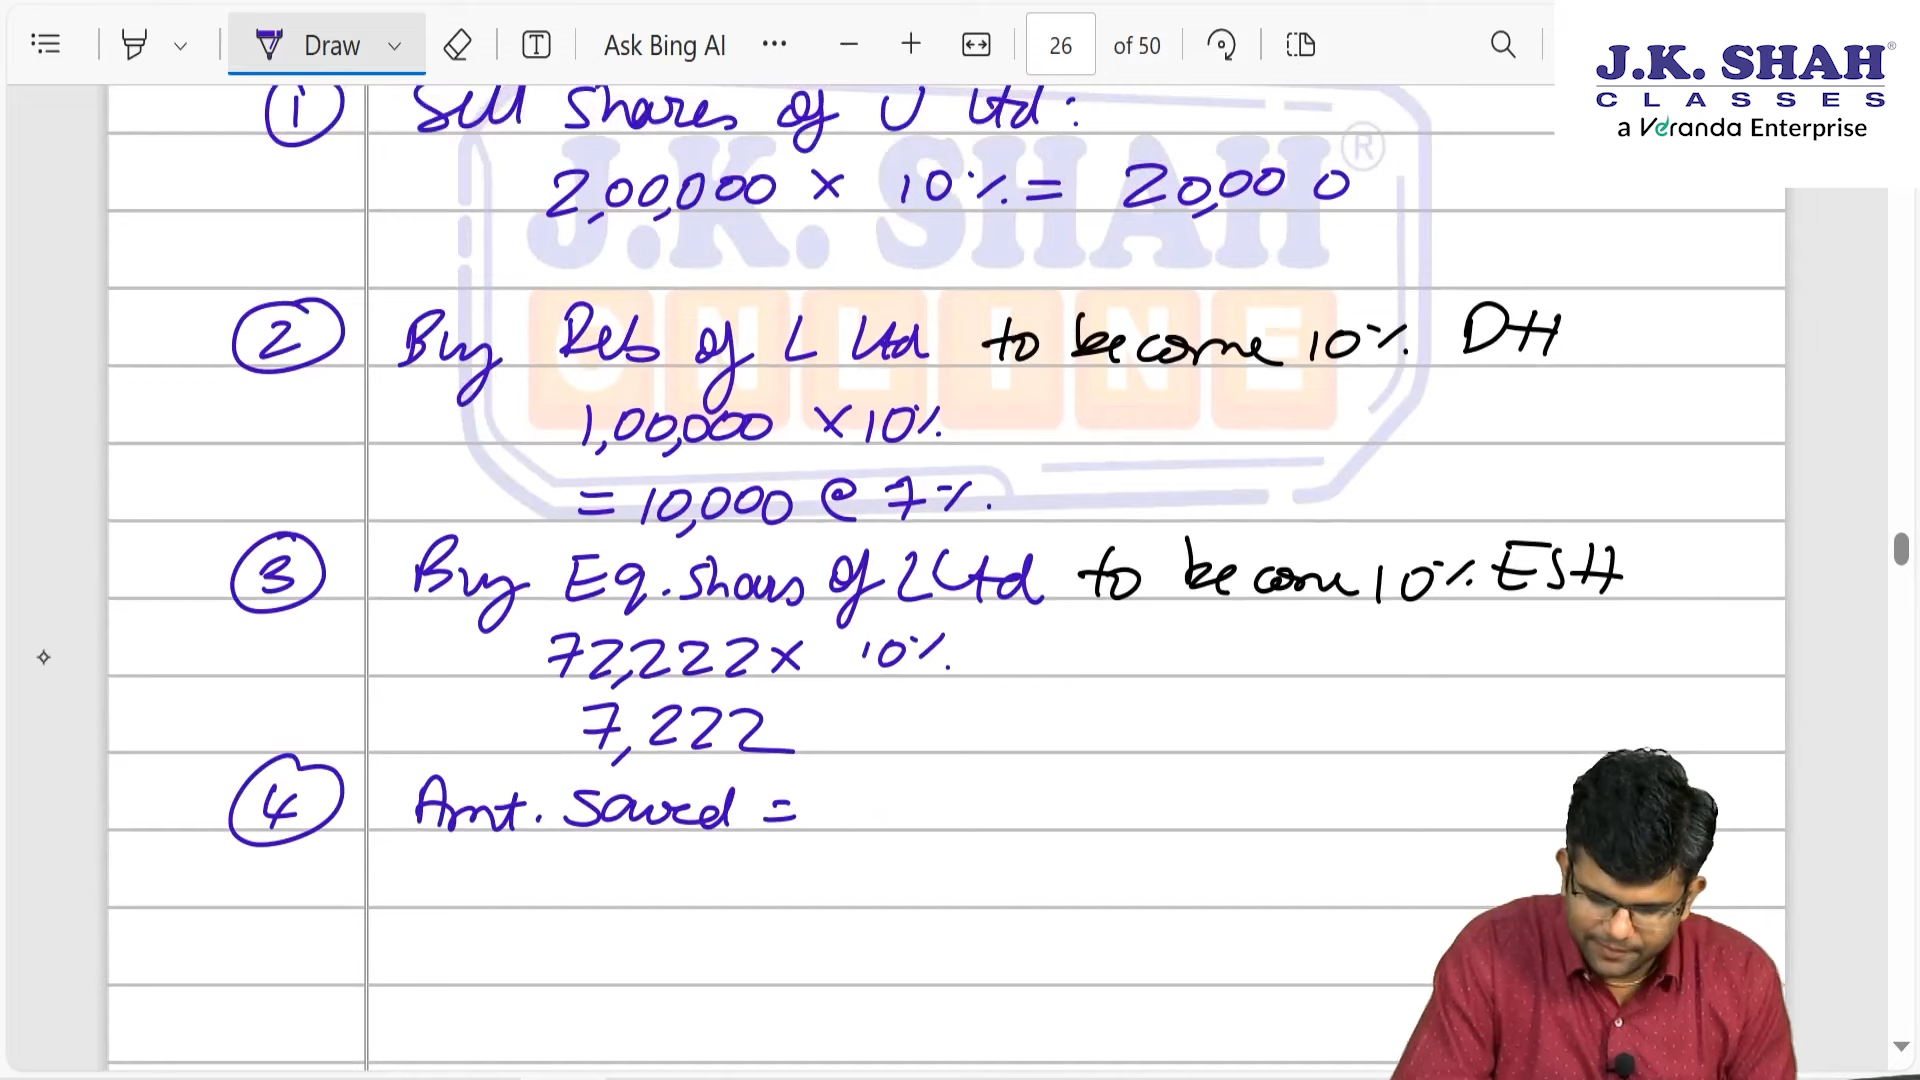 Draw
Ask Bing AI
26 of 50
J.K. SHAH®
CLASSES
a Veranda Enterprise
① Sell Shares of U Ltd:
2,00,000 × 10% = 20,000
② Buy Deb of L Ltd to become 10% DH
1,00,000 × 10%
= 10,000 @ 7%.
③ Buy Eq. Shares of L Ltd to become 10% ESH
72,222 × 10%.
7,222
④ Amt. Saved =
J.K. SHAH®
ONLINE